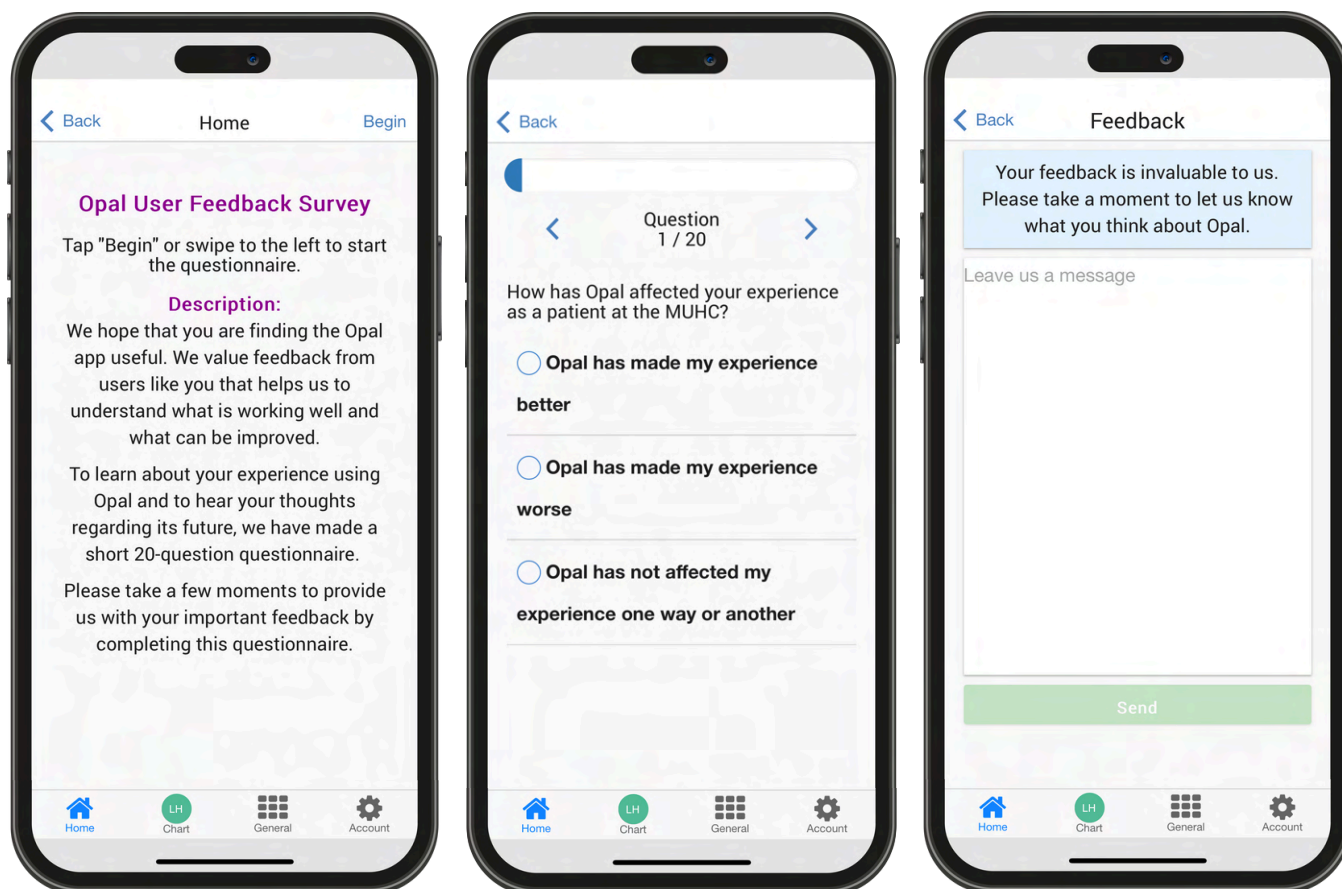 Back
Home
Begin
Opal User Feedback Survey
Tap "Begin" or swipe to the left to start
the questionnaire.
Description:
We hope that you are finding the Opal
app useful. We value feedback from
users like you that helps us to
understand what is working well and
what can be improved.
To learn about your experience using
Opal and to hear your thoughts
regarding its future, we have made a
short 20-question questionnaire.
Please take a few moments to provide
us with your important feedback by
completing this questionnaire.
Home
LH
Chart
General
Account
Back
Question
1 / 20
How has Opal affected your experience
as a patient at the MUHC?
Opal has made my experience
better
Opal has made my experience
worse
Opal has not affected my
experience one way or another
Home
LH
Chart
General
Account
Back
Feedback
Your feedback is invaluable to us.
Please take a moment to let us know
what you think about Opal.
Leave us a message
Send
Home
LH
Chart
General
Account